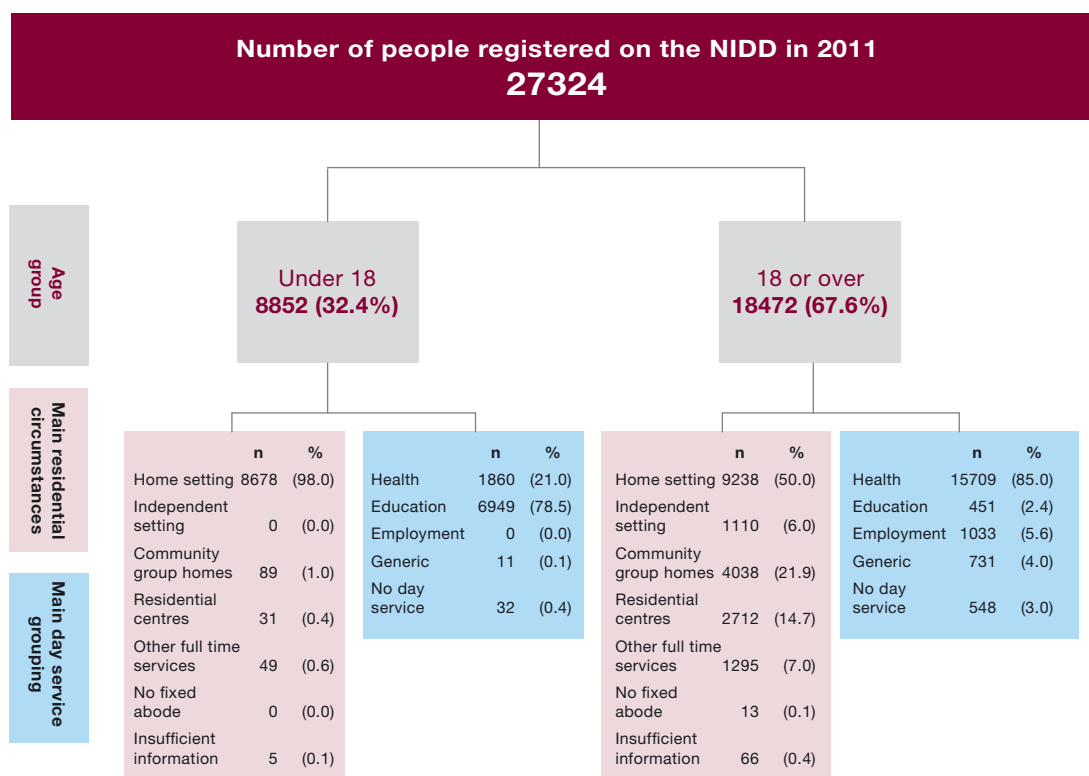 Number of people registered on the NIDD in 2011
27324
Age
group
Under 18
8852 (32.4%)
18 or over
18472 (67.6%)
Main residential
circumstances
Main day service
grouping
n %
Home setting 8678 (98.0)
Independent
setting 0 (0.0)
Community
group homes 89 (1.0)
Residential
centres 31 (0.4)
Other full time
services 49 (0.6)
No fixed
abode 0 (0.0)
Insufficient
information 5 (0.1)
n %
Health 1860 (21.0)
Education 6949 (78.5)
Employment 0 (0.0)
Generic 11 (0.1)
No day
service 32 (0.4)
n %
Home setting 9238 (50.0)
Independent
setting 1110 (6.0)
Community
group homes 4038 (21.9)
Residential
centres 2712 (14.7)
Other full time
services 1295 (7.0)
No fixed
abode 13 (0.1)
Insufficient
information 66 (0.4)
n %
Health 15709 (85.0)
Education 451 (2.4)
Employment 1033 (5.6)
Generic 731 (4.0)
No day
service 548 (3.0)